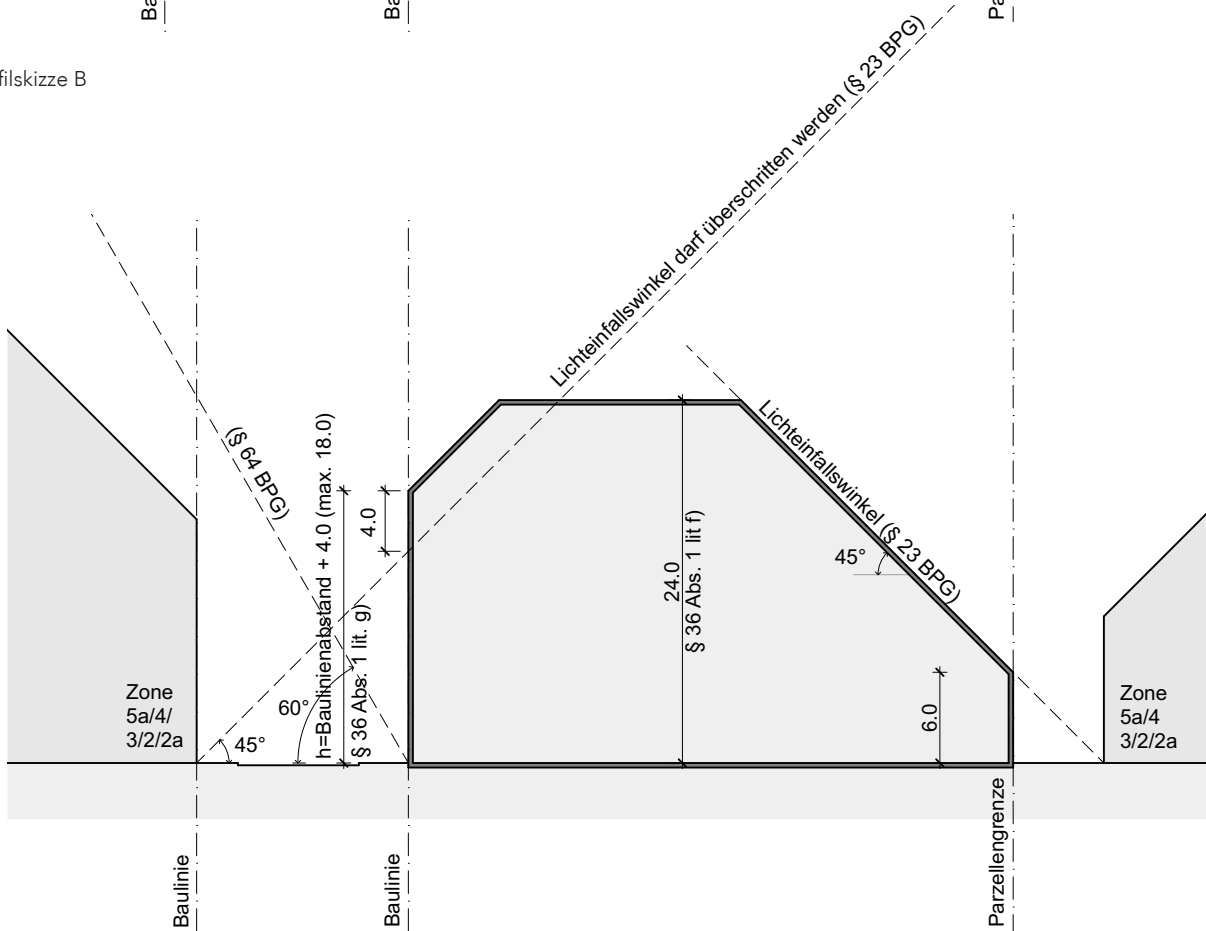 Ba
Ba
Pa
filskizze B
Lichteinfallswinkel darf überschritten werden (§ 23 BPG)
(§ 64 BPG)
h=Baulinienabstand + 4.0 (max. 18.0)
§ 36 Abs. 1 lit. g)
4.0
24.0
§ 36 Abs. 1 lit f)
Lichteinfallswinkel (§ 23 BPG)
45°
6.0
60°
45°
Zone
5a/4/
3/2/2a
Zone
5a/4
3/2/2a
Baulinie
Baulinie
Parzellengrenze